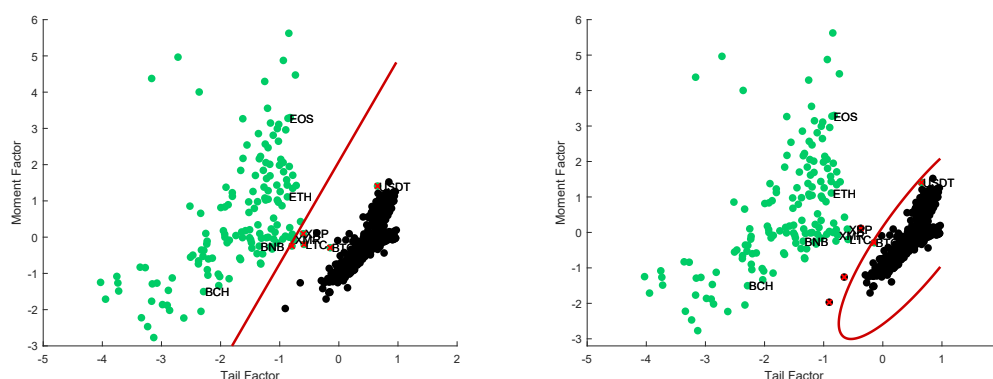 6
5
4
3
2
1
0
-1
-2
-3
-5
-4
-3
-2
-1
0
1
2
Moment Factor
Tail Factor
EOS
ETH
USDT
XRP
XMR
LTC
BTC
BNB
BCH
6
5
4
3
2
1
0
-1
-2
-3
-5
-4
-3
-2
-1
0
1
Moment Factor
Tail Factor
EOS
ETH
USDT
XRP
XMR
LTC
BTC
BNB
BCH